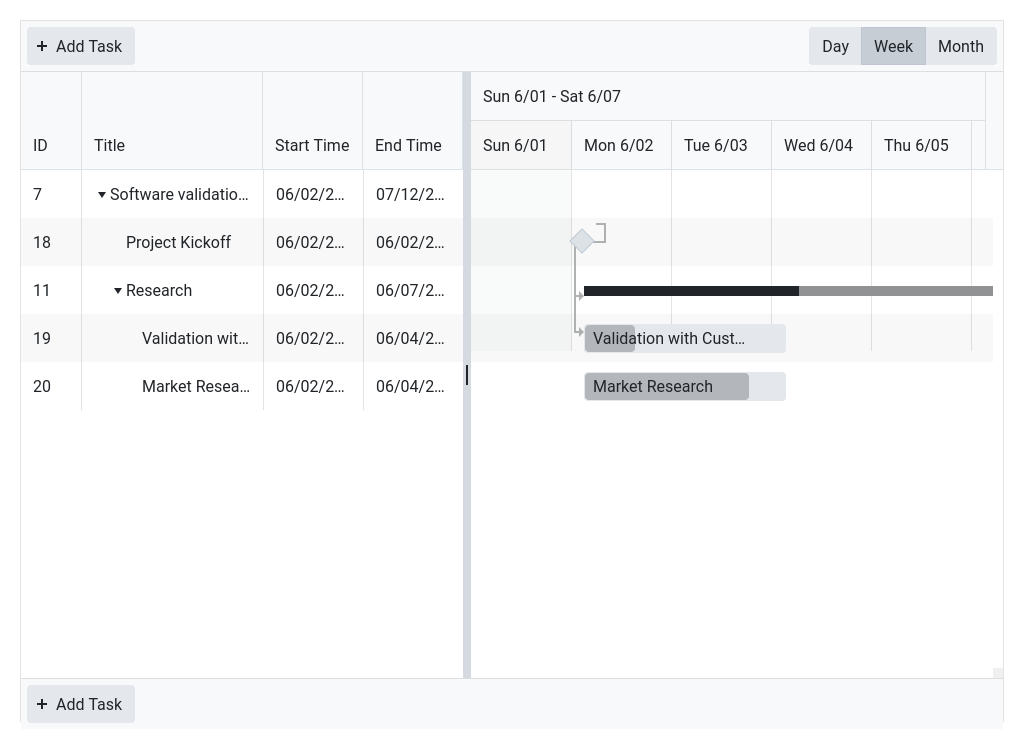 Add Task
Day Week Month
Sun 6/01 - Sat 6/07
ID Title Start Time End Time Sun 6/01 Mon 6/02 Tue 6/03 Wed 6/04 Thu 6/05
7 Software validatio... 06/02/2... 07/12/2...
18 Project Kickoff 06/02/2... 06/02/2...
11 Research 06/02/2... 06/07/2...
19 Validation wit... 06/02/2... 06/04/2... Validation with Cust...
20 Market Resea... 06/02/2... 06/04/2... Market Research
Add Task